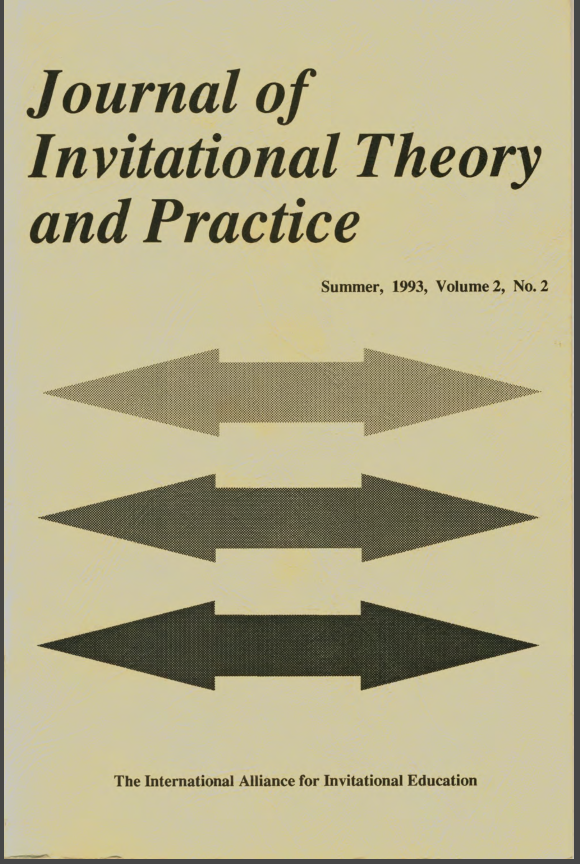 Journal of
Invitational Theory
and Practice
Summer, 1993, Volume 2, No. 2
The International Alliance for Invitational Education